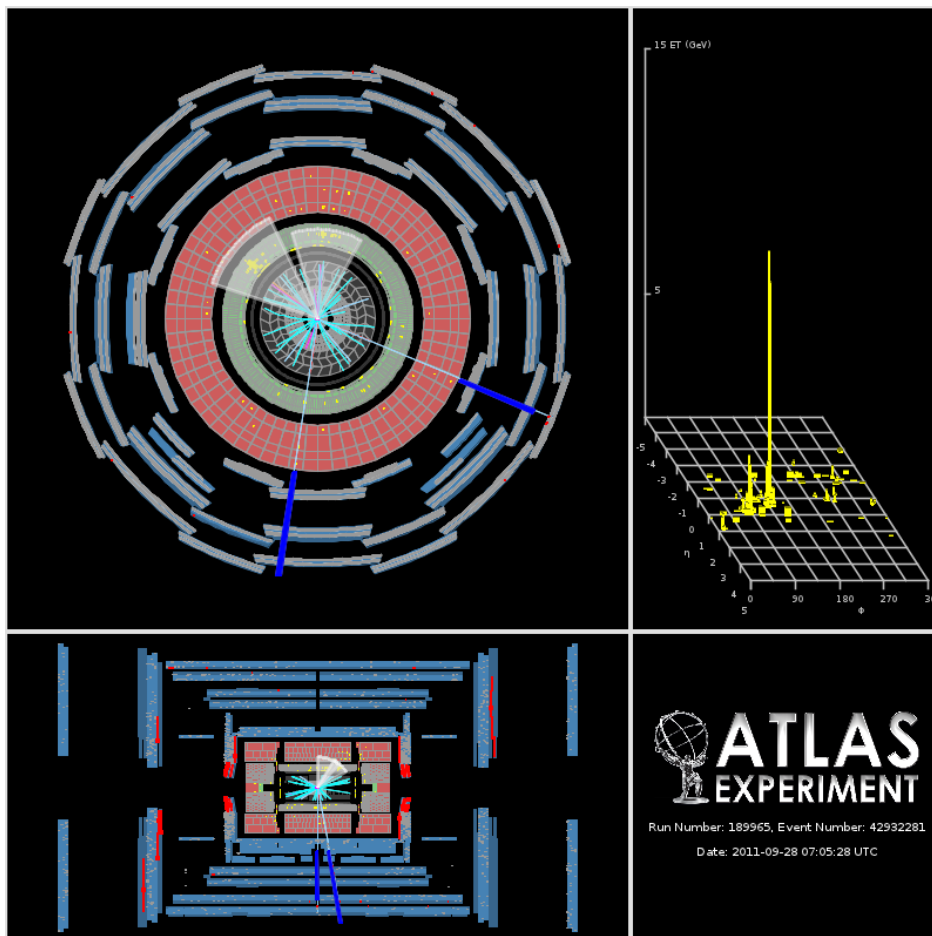 15 ET (GeV)
5
-5
-4
-3
-2
-1
0
1
2
3
4
5
η
0 90 180 270 30
Φ
ATLAS
EXPERIMENT
Run Number: 189965, Event Number: 42932281
Date: 2011-09-28 07:05:28 UTC